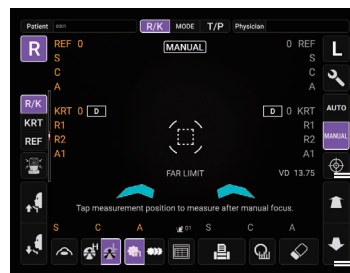 Patient 0001 R/K MODE T/P Physician
R REF 0 MANUAL 0 REF L
S S
C C
A A
R/K KRT 0 D D 0 KRT AUTO
KRT R1 R1 MANUAL
REF R2 R2
A1 A1
FAR LIMIT VD 13.75
Tap measurement position to measure after manual focus.
S C A 01 S C A
H